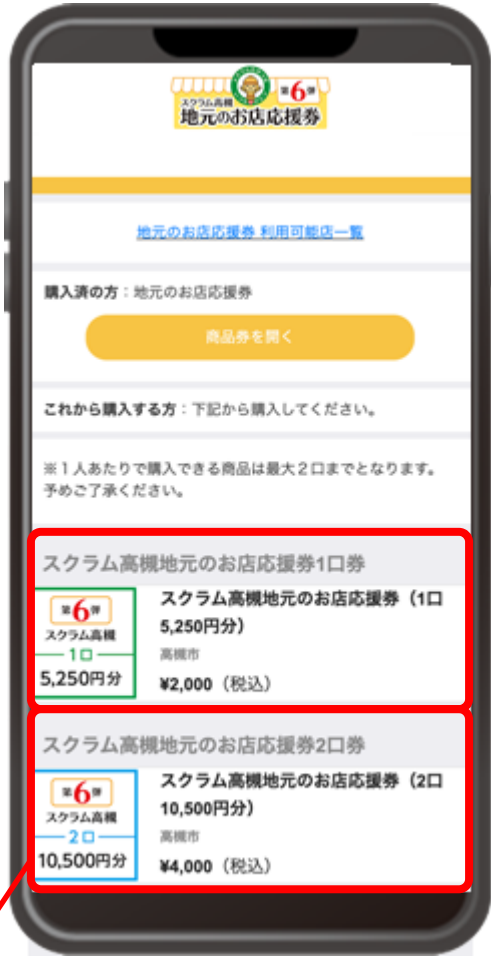 スクラム高槻
第6弾
地元のお店応援券
地元のお店応援券 利用可能店一覧
購入済の方：地元のお店応援券
商品券を開く
これから購入する方：下記から購入してください。
※１人あたりで購入できる商品は最大２口までとなります。
予めご了承ください。
スクラム高槻地元のお店応援券1口券
第6弾
スクラム高槻
1口
5,250円分
スクラム高槻地元のお店応援券（1口
5,250円分）
高槻市
¥2,000（税込）
スクラム高槻地元のお店応援券2口券
第6弾
スクラム高槻
2口
10,500円分
スクラム高槻地元のお店応援券（2口
10,500円分）
高槻市
¥4,000（税込）